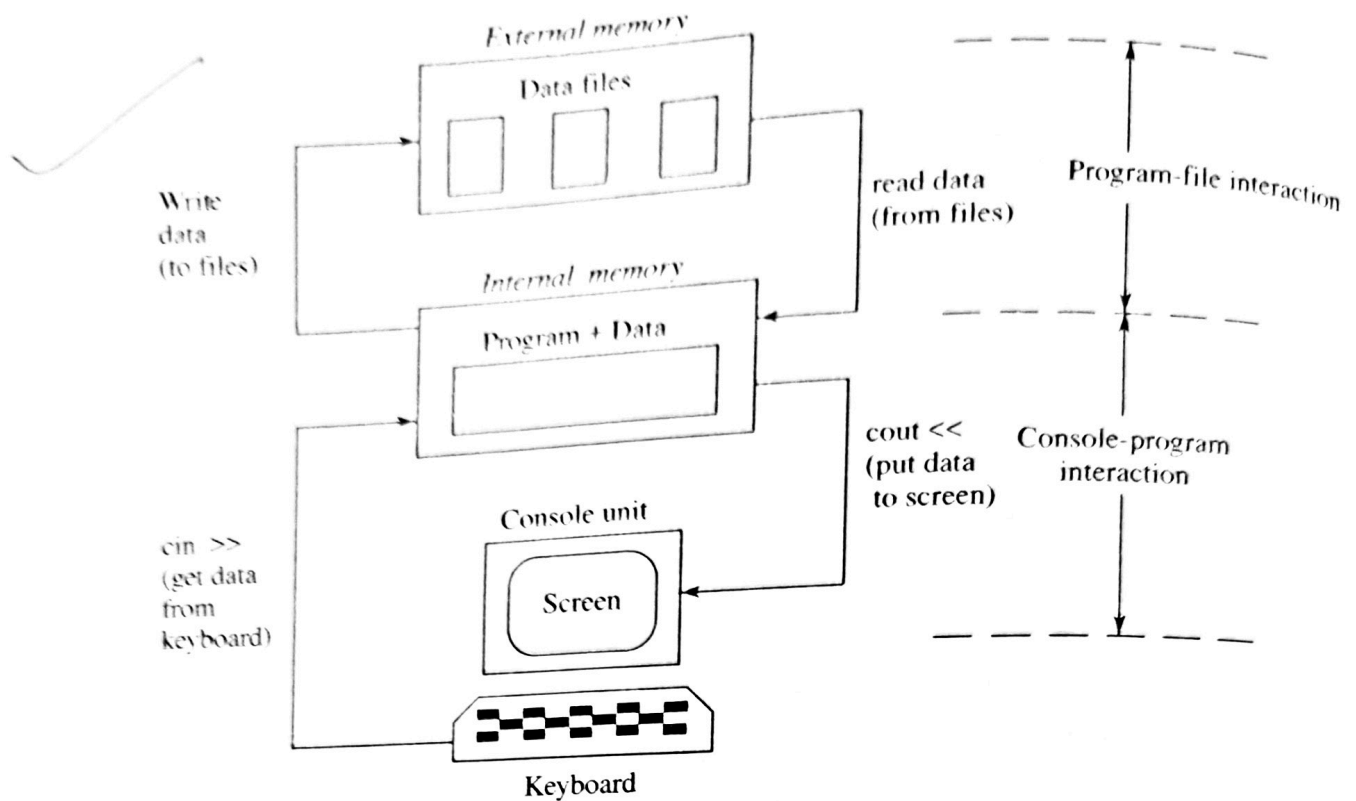 External memory
Data files
Write
data
(to files)
read data
(from files)
Program-file interaction
Internal memory
Program + Data
cout <<
(put data
to screen)
Console-program
interaction
Console unit
Screen
cin >>
(get data
from
keyboard)
Keyboard